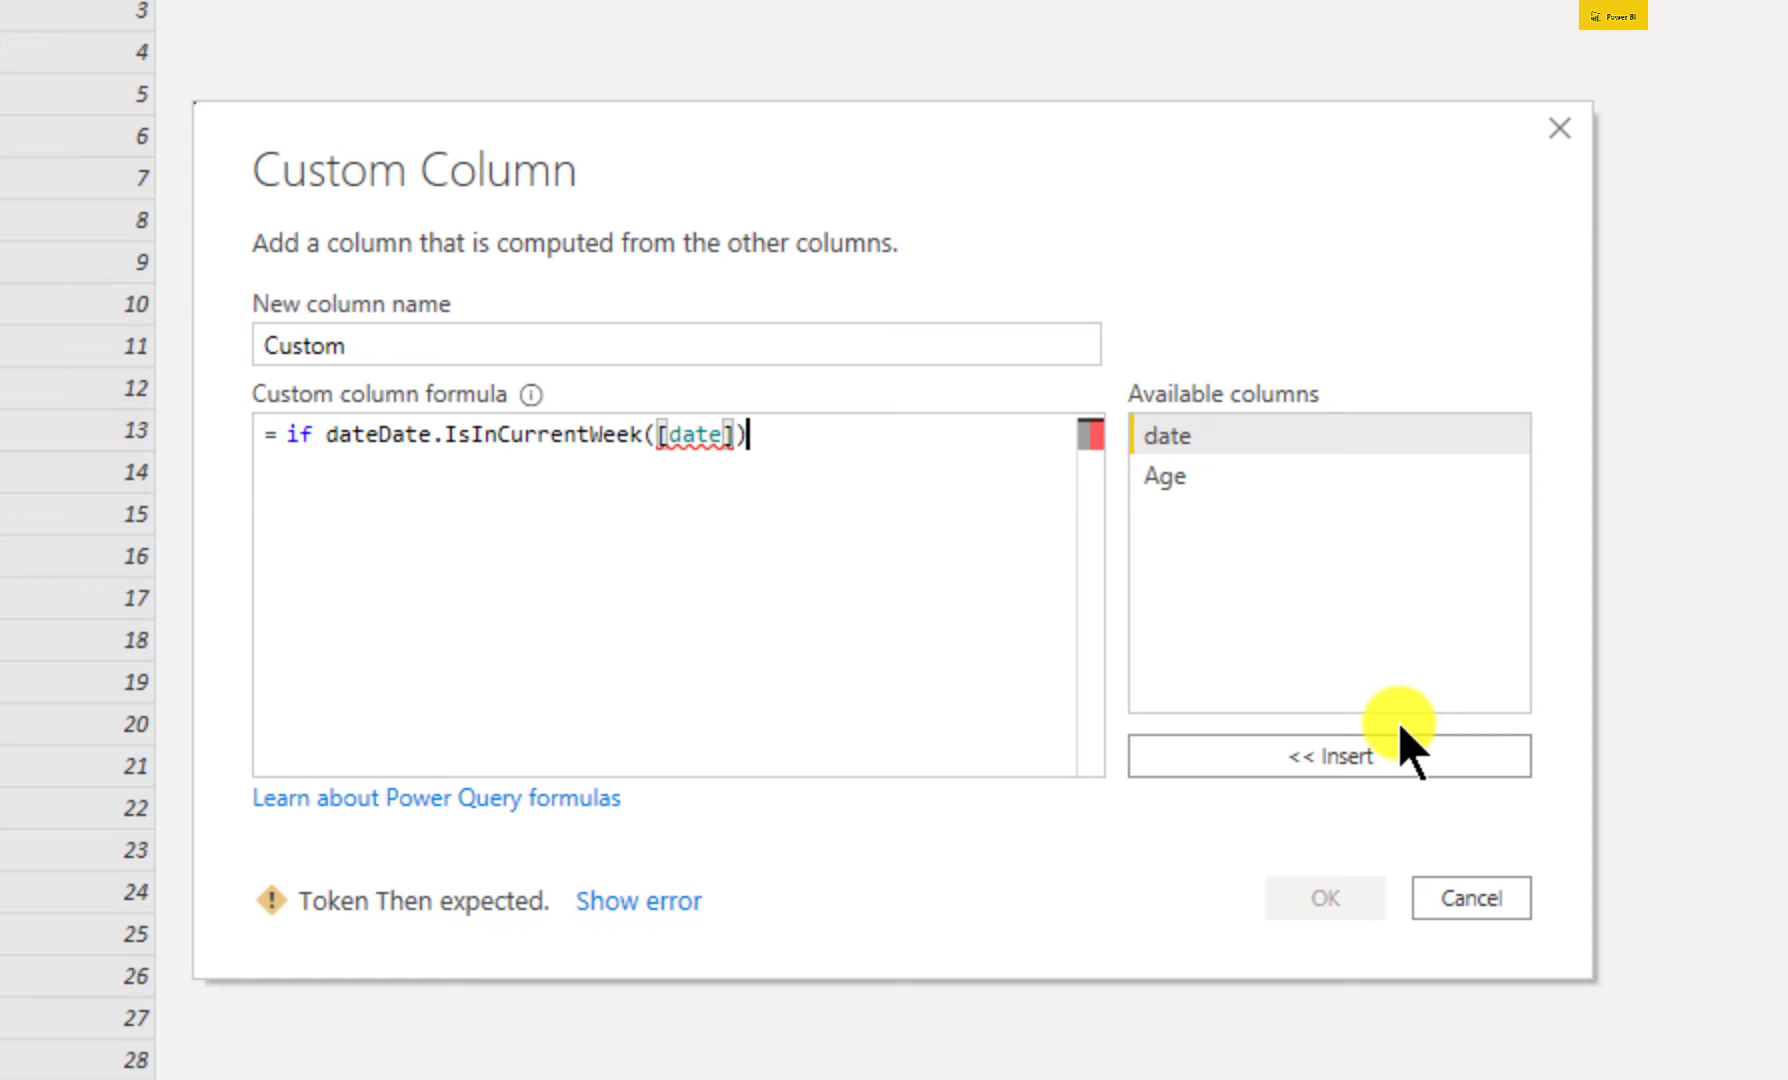 Power BI
3
4
5
6
7
8
9
10
11
12
13
14
15
16
17
18
19
20
21
22
23
24
25
26
27
28
Custom Column
Add a column that is computed from the other columns.
New column name
Custom
Custom column formula
= if dateDate.IsInCurrentWeek([date])
Available columns
date
Age
<< Insert
Learn about Power Query formulas
! Token Then expected. Show error
OK
Cancel